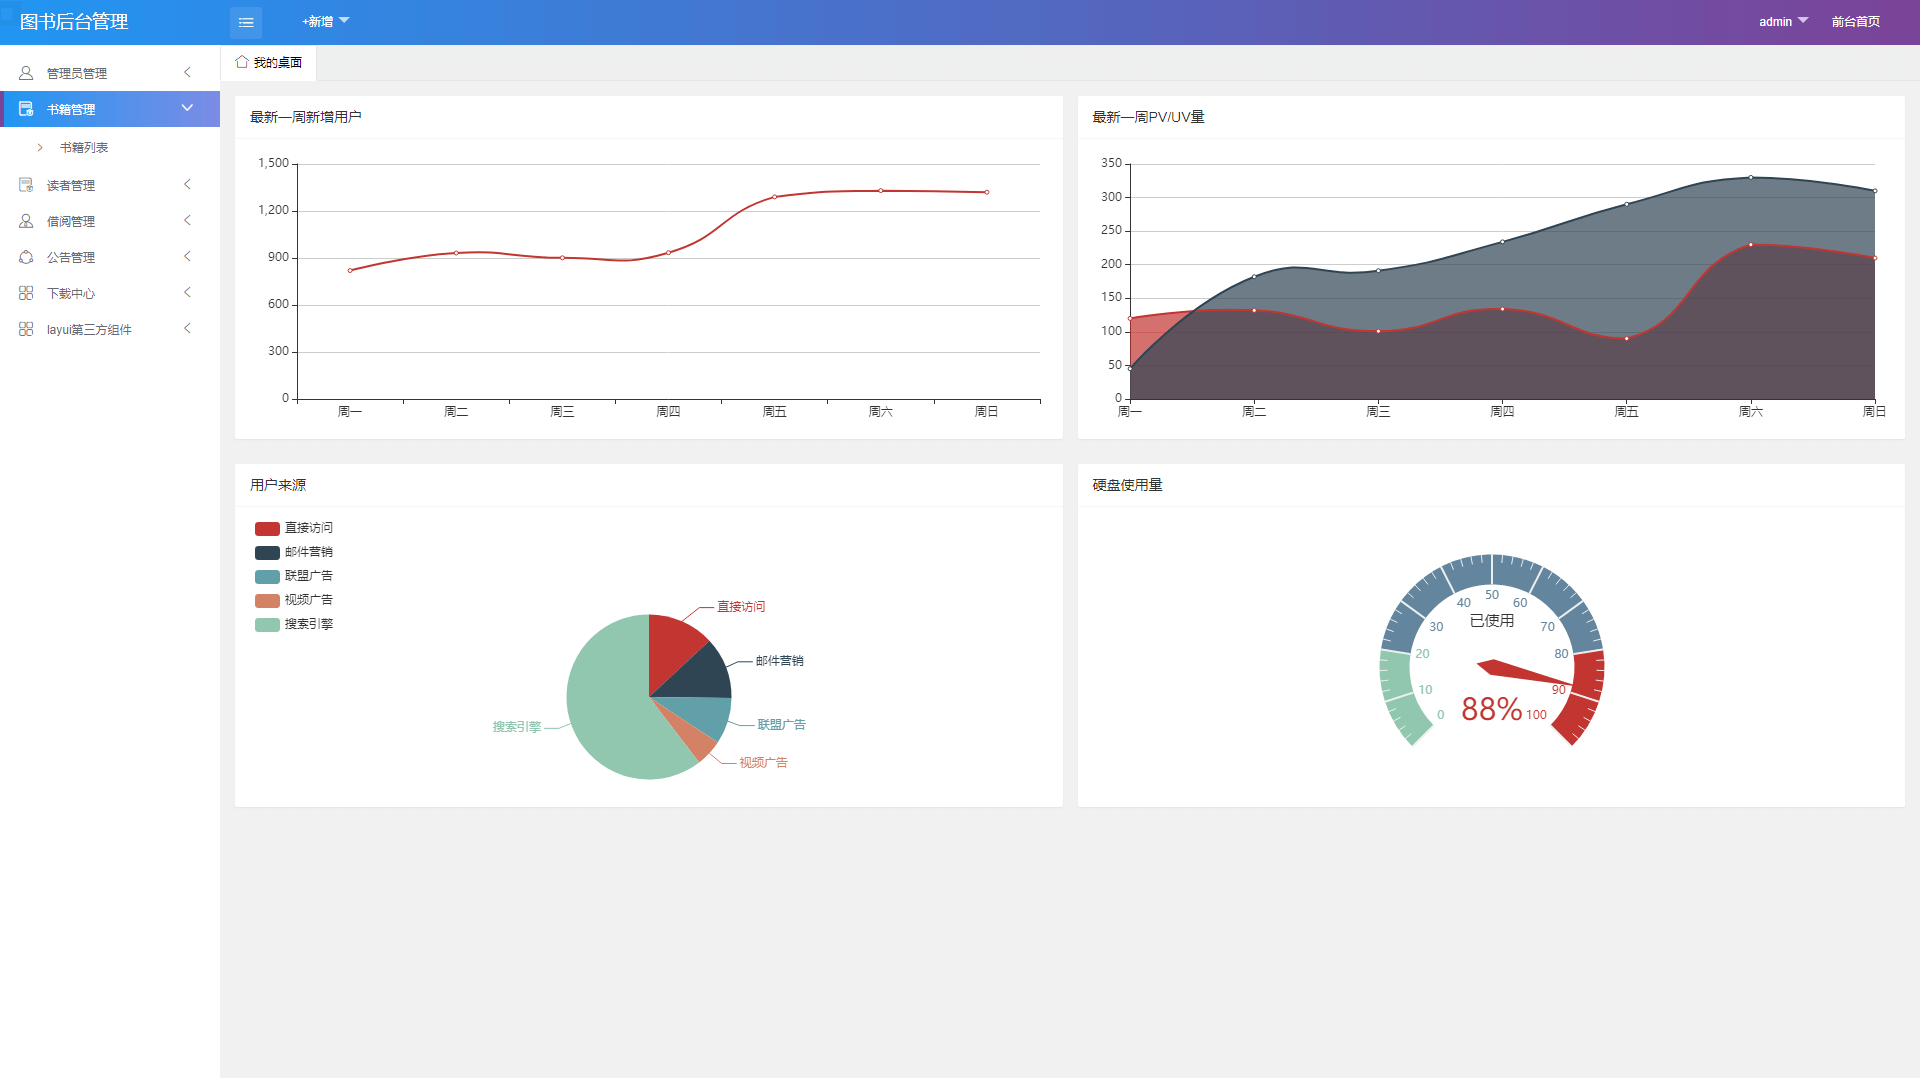 图书后台管理
+新增
admin
前台首页
管理员管理
书籍管理
书籍列表
读者管理
借阅管理
公告管理
下载中心
layui第三方组件
我的桌面
最新一周新增用户
1,500
1,200
900
600
300
0
周一 周二 周三 周四 周五 周六 周日
最新一周PV/UV量
350
300
250
200
150
100
50
0
周一 周二 周三 周四 周五 周六 周日
用户来源
直接访问
邮件营销
联盟广告
视频广告
搜索引擎
直接访问
邮件营销
联盟广告
视频广告
搜索引擎
硬盘使用量
0
10
20
30
40
50
60
70
80
90
100
已使用
88%